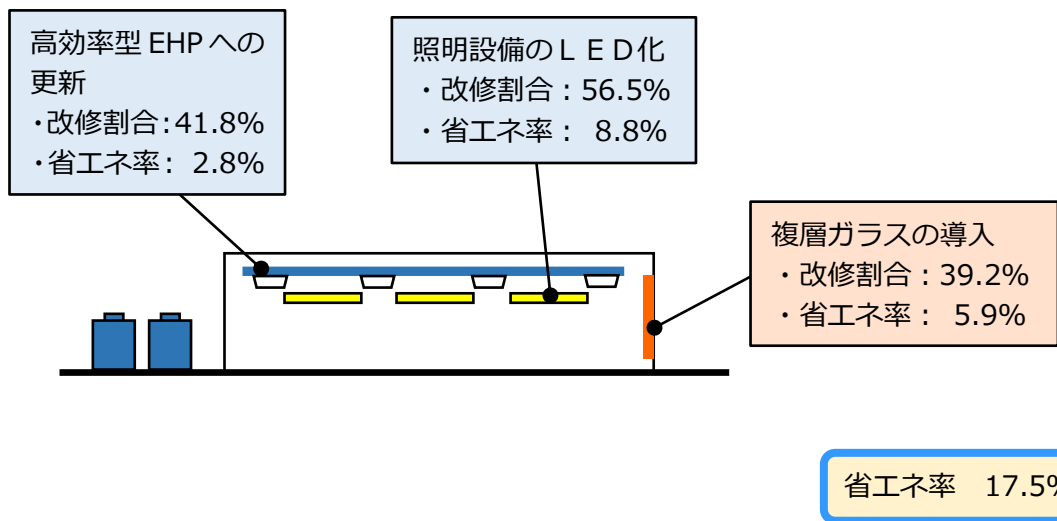 高効率型 EHP への
更新
・改修割合:41.8%
・省エネ率: 2.8%
照明設備のＬＥＤ化
・改修割合：56.5%
・省エネ率： 8.8%
複層ガラスの導入
・改修割合：39.2%
・省エネ率： 5.9%
省エネ率　17.5%